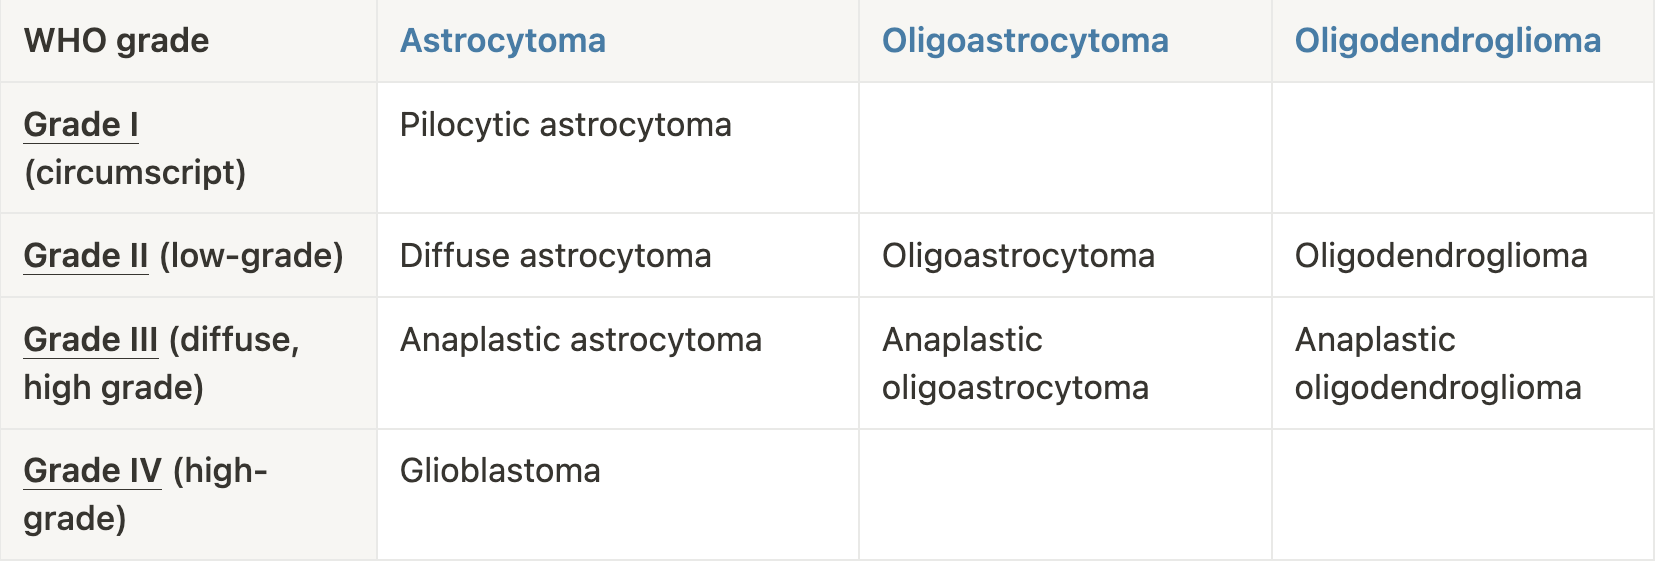 WHO grade Astrocytoma Oligoastrocytoma Oligodendroglioma
Grade I Pilocytic astrocytoma
(circumscript)
Grade II (low-grade) Diffuse astrocytoma Oligoastrocytoma Oligodendroglioma
Grade III (diffuse, Anaplastic astrocytoma Anaplastic Anaplastic
high grade) oligoastrocytoma oligodendroglioma
Grade IV (high- Glioblastoma
grade)